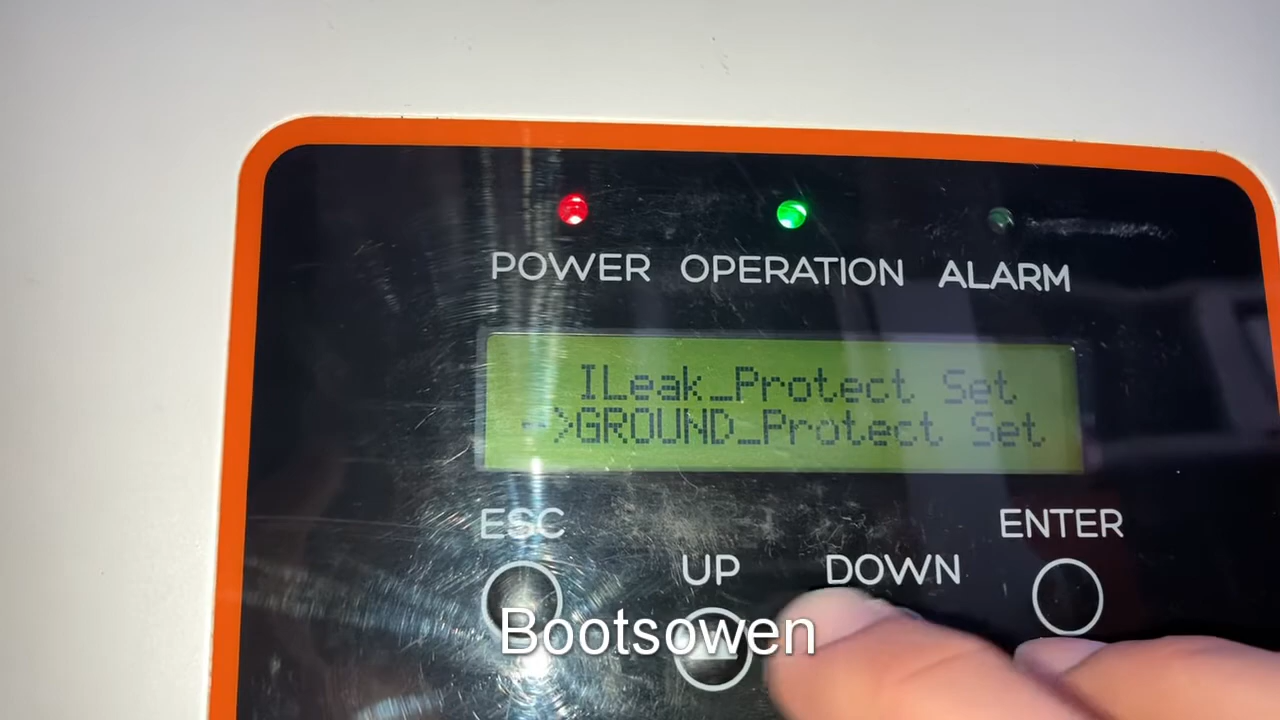 POWER OPERATION ALARM
ILeak_Protect Set
->GROUND_Protect Set
ESC ENTER
UP DOWN
Bootsowen